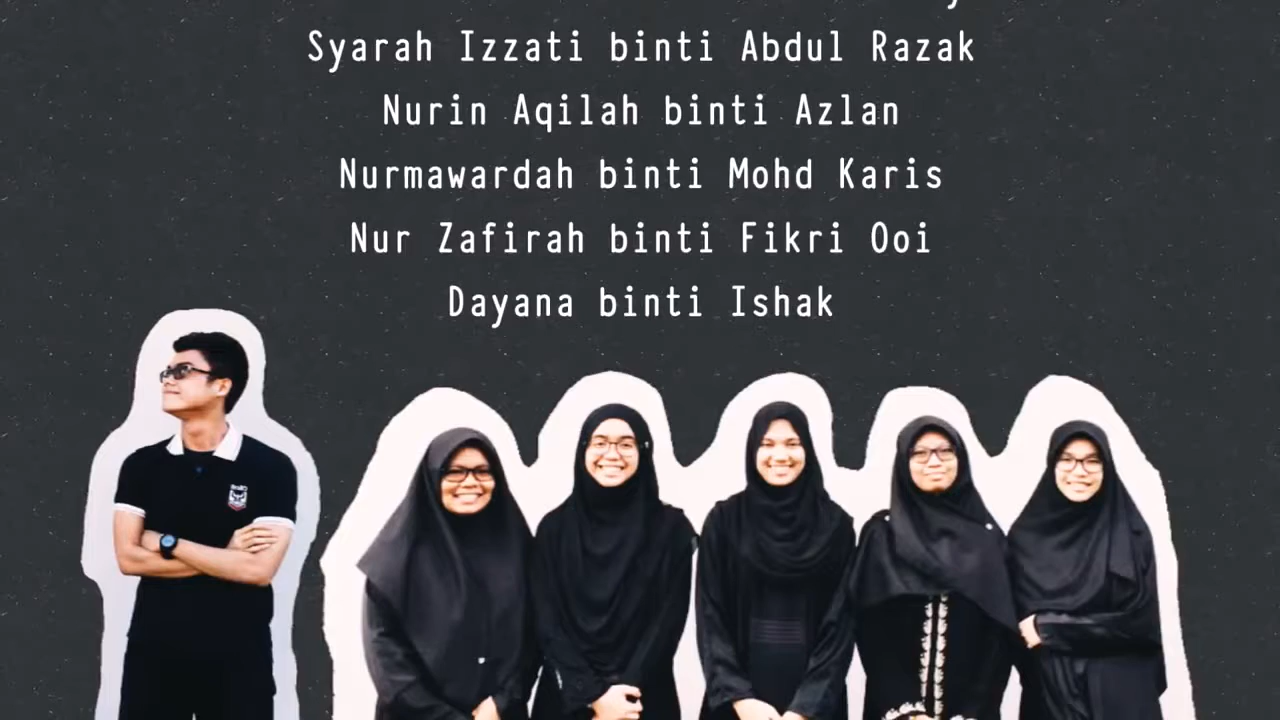 Syarah Izzati binti Abdul Razak
Nurin Aqilah binti Azlan
Nurmawardah binti Mohd Karis
Nur Zafirah binti Fikri Ooi
Dayana binti Ishak